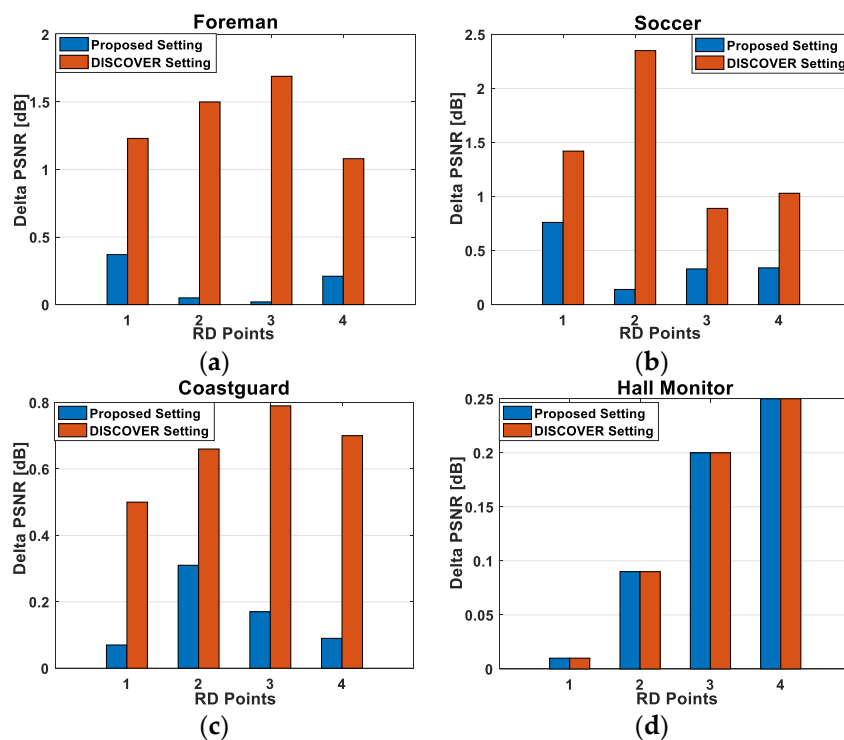 Foreman
Proposed Setting
DISCOVER Setting
Delta PSNR [dB]
2
1.5
1
0.5
0
1 2 3 4
RD Points
(a)
Soccer
Proposed Setting
DISCOVER Setting
Delta PSNR [dB]
2.5
2
1.5
1
0.5
0
1 2 3 4
RD Points
(b)
Coastguard
Proposed Setting
DISCOVER Setting
Delta PSNR [dB]
0.8
0.6
0.4
0.2
0
1 2 3 4
RD Points
(c)
Hall Monitor
Proposed Setting
DISCOVER Setting
Delta PSNR [dB]
0.25
0.2
0.15
0.1
0.05
0
1 2 3 4
RD Points
(d)